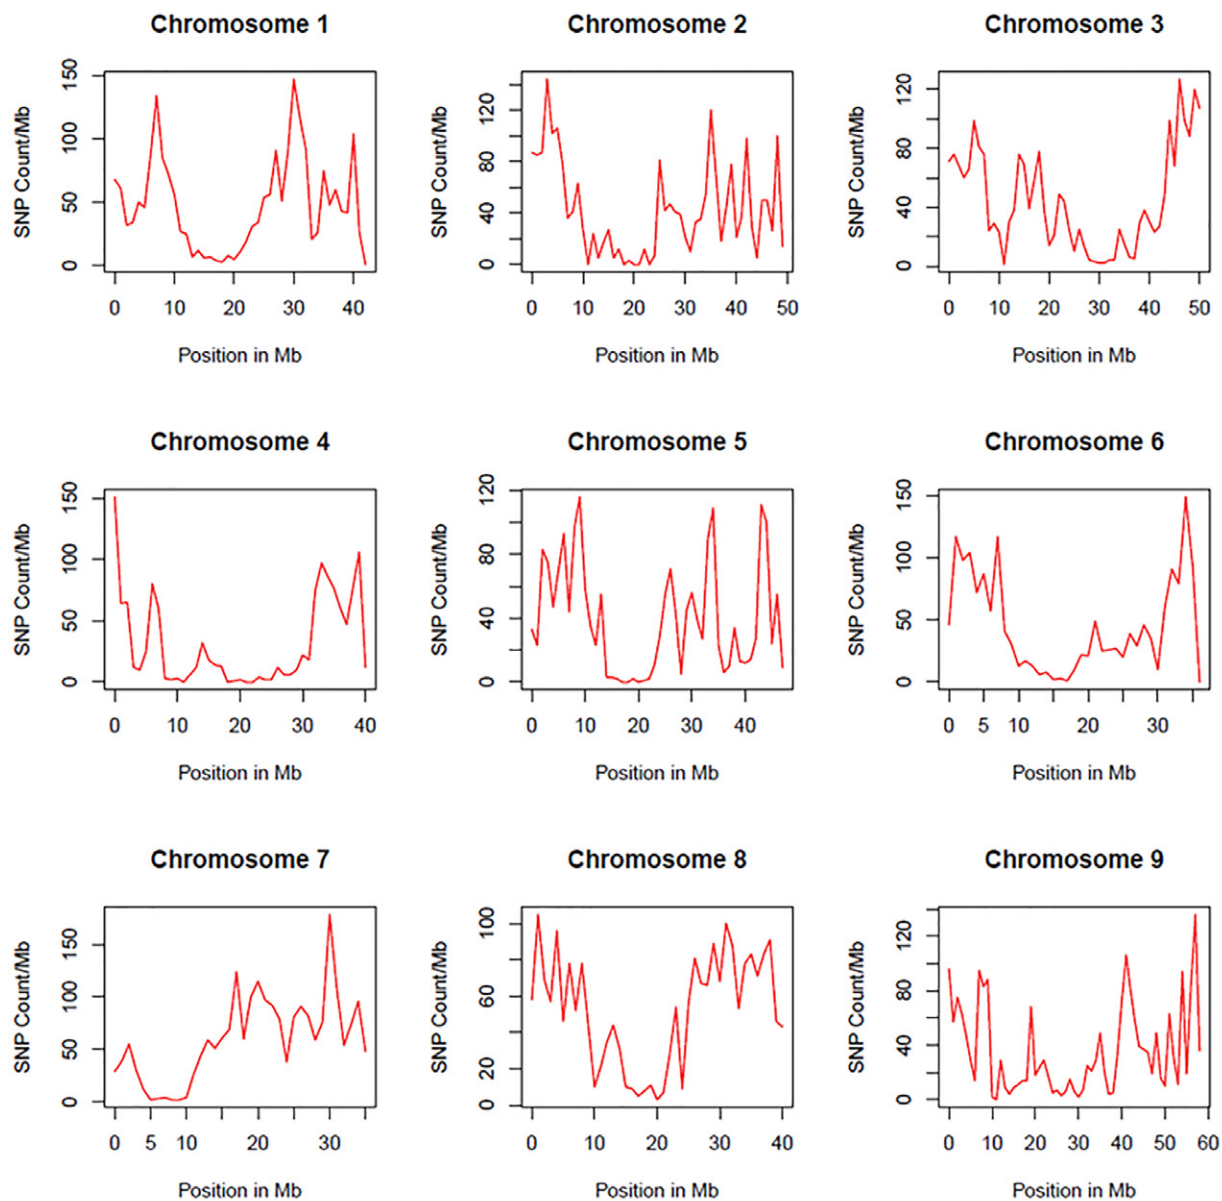 Chromosome 1
SNP Count/Mb
0 50 100 150
0 10 20 30 40
Position in Mb
Chromosome 2
SNP Count/Mb
0 40 80 120
0 10 20 30 40 50
Position in Mb
Chromosome 3
SNP Count/Mb
0 40 80 120
0 10 20 30 40 50
Position in Mb
Chromosome 4
SNP Count/Mb
0 50 100 150
0 10 20 30 40
Position in Mb
Chromosome 5
SNP Count/Mb
0 40 80 120
0 10 20 30 40
Position in Mb
Chromosome 6
SNP Count/Mb
0 50 100 150
0 5 10 20 30
Position in Mb
Chromosome 7
SNP Count/Mb
0 50 100 150
0 5 10 20 30
Position in Mb
Chromosome 8
SNP Count/Mb
0 20 60 100
0 10 20 30 40
Position in Mb
Chromosome 9
SNP Count/Mb
0 40 80 120
0 10 20 30 40 50 60
Position in Mb